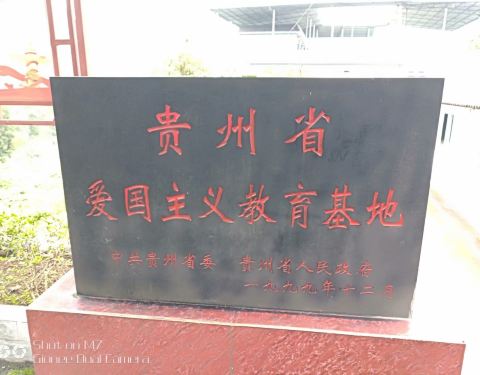 贵州省
爱国主义教育基地
中共贵州省委 贵州省人民政府
一九九九年十二月
Shot on M7
Gionee Dual Camera